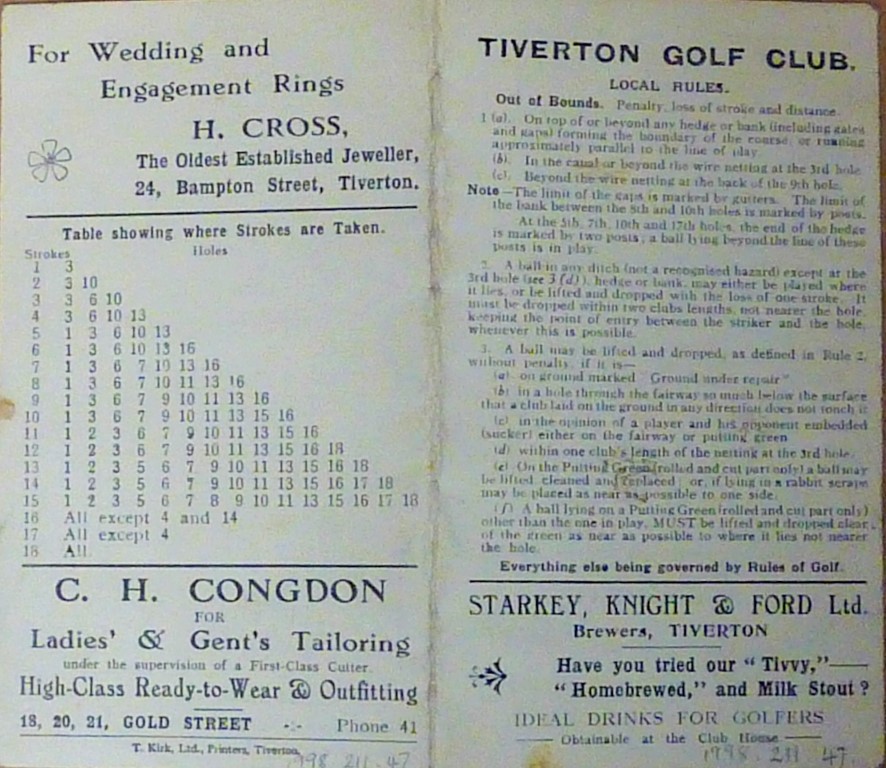 For Wedding and
Engagement Rings
H. CROSS,
The Oldest Established Jeweller,
24, Bampton Street, Tiverton.
Table showing where Strokes are Taken.
Strokes Holes
1 3
2 3 10
3 3 6 10
4 3 6 10 13
5 1 3 6 10 13
6 1 3 6 10 13 16
7 1 3 6 7 10 13 16
8 1 3 6 7 10 11 13 16
9 1 3 6 7 9 10 11 13 16
10 1 3 6 7 9 10 11 13 15 16
11 1 2 3 6 7 9 10 11 13 15 16
12 1 2 3 6 7 9 10 11 13 15 16 18
13 1 2 3 5 6 7 9 10 11 13 15 16 18
14 1 2 3 5 6 7 9 10 11 13 15 16 17 18
15 1 2 3 5 6 7 8 9 10 11 13 15 16 17 18
16 All except 4 and 14
17 All except 4
18 All
C. H. CONGDON
FOR
Ladies' & Gent's Tailoring
under the supervision of a First-Class Cutter.
High-Class Ready-to-Wear & Outfitting
18, 20, 21, GOLD STREET -:- Phone 41
T. Kirk, Ltd., Printers, Tiverton.
1998.211.47
TIVERTON GOLF CLUB.
LOCAL RULES.
Out of Bounds. Penalty, loss of stroke and distance.
1 (a). On top of or beyond any hedge or bank (including gates
and gaps) forming the boundary of the course, or running
approximately parallel to the line of play.
(b). In the canal or beyond the wire netting at the 3rd hole
(c). Beyond the wire netting at the back of the 9th hole.
Note—The limit of the gaps is marked by gutters. The limit of
the bank between the 8th and 10th holes is marked by posts.
At the 5th, 7th, 10th and 17th holes, the end of the hedge
is marked by two posts; a ball lying beyond the line of these
posts is in play.
2. A ball in any ditch (not a recognised hazard) except at the
3rd hole (see 3 (d)), hedge or bank, may either be played where
it lies, or be lifted and dropped with the loss of one stroke. It
must be dropped within two clubs lengths, not nearer the hole,
keeping the point of entry between the striker and the hole,
whenever this is possible.
3. A ball may be lifted and dropped, as defined in Rule 2,
without penalty, if it is—
(a) on ground marked "Ground under repair"
(b) in a hole through the fairway so much below the surface
that a club laid on the ground in any direction does not touch it
(c) in the opinion of a player and his opponent embedded
(sucker) either on the fairway or putting green
(d) within one club's length of the netting at the 3rd hole.
(e) On the Putting Green (rolled and cut part only) a ball may
be lifted cleaned and replaced; or, if lying in a rabbit scrape
may be placed as near as possible to one side.
(f) A ball lying on a Putting Green (rolled and cut part only)
other than the one in play, MUST be lifted and dropped clear
of the green as near as possible to where it lies not nearer
the hole.
Everything else being governed by Rules of Golf.
STARKEY, KNIGHT & FORD Ltd.
Brewers, TIVERTON
Have you tried our "Tivvy,"—
"Homebrewed," and Milk Stout?
IDEAL DRINKS FOR GOLFERS
Obtainable at the Club House
1998.211.47.